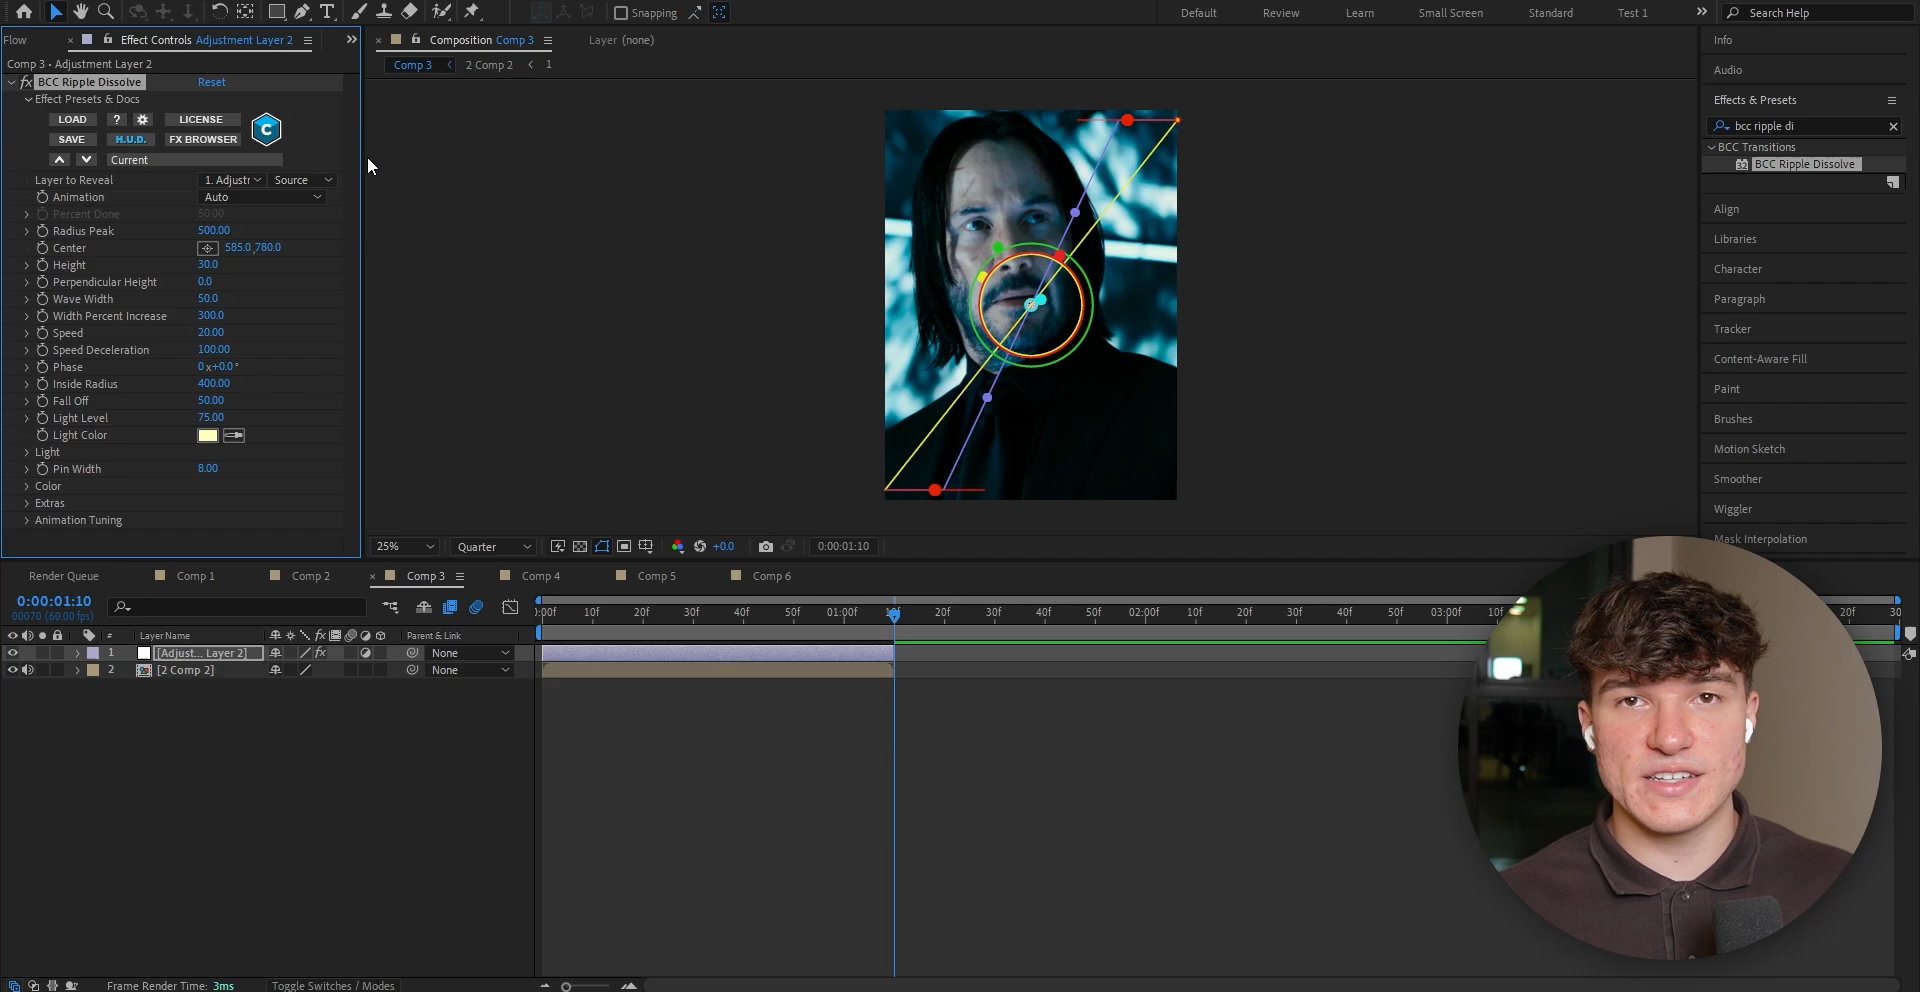 Snapping
Default
Review
Learn
Small Screen
Standard
Test 1
Search Help
Flow
Effect Controls Adjustment Layer 2
Composition Comp 3
Layer (none)
Comp 3 • Adjustment Layer 2
Comp 3
2 Comp 2
1
fx BCC Ripple Dissolve
Reset
Effect Presets & Docs
LOAD
?
LICENSE
SAVE
H.U.D.
FX BROWSER
C
Current
Layer to Reveal
1. Adjustr
Source
Animation
Auto
Percent Done
50.00
Radius Peak
500.00
Center
585.0,780.0
Height
30.0
Perpendicular Height
0.0
Wave Width
50.0
Width Percent Increase
300.0
Speed
20.00
Speed Deceleration
100.00
Phase
0x+0.0°
Inside Radius
400.00
Fall Off
50.00
Light Level
75.00
Light Color
Light
Pin Width
8.00
Color
Extras
Animation Tuning
25%
Quarter
+0.0
0:00:01:10
Info
Audio
Effects & Presets
bcc ripple di
BCC Transitions
32
BCC Ripple Dissolve
Align
Libraries
Character
Paragraph
Tracker
Content-Aware Fill
Paint
Brushes
Motion Sketch
Smoother
Wiggler
Mask Interpolation
Render Queue
Comp 1
Comp 2
Comp 3
Comp 4
Comp 5
Comp 6
0:00:01:10
00070 (60.00 fps)
):00f 10f 20f 30f 40f 50f 01:00f 10f 20f 30f 40f 50f 02:00f 10f 20f 30f 40f 50f 03:00f 10f 20f 30
# Layer Name
fx
Parent & Link
1 [Adjust... Layer 2]
fx
None
2 [2 Comp 2]
None
Frame Render Time: 3ms
Toggle Switches / Modes